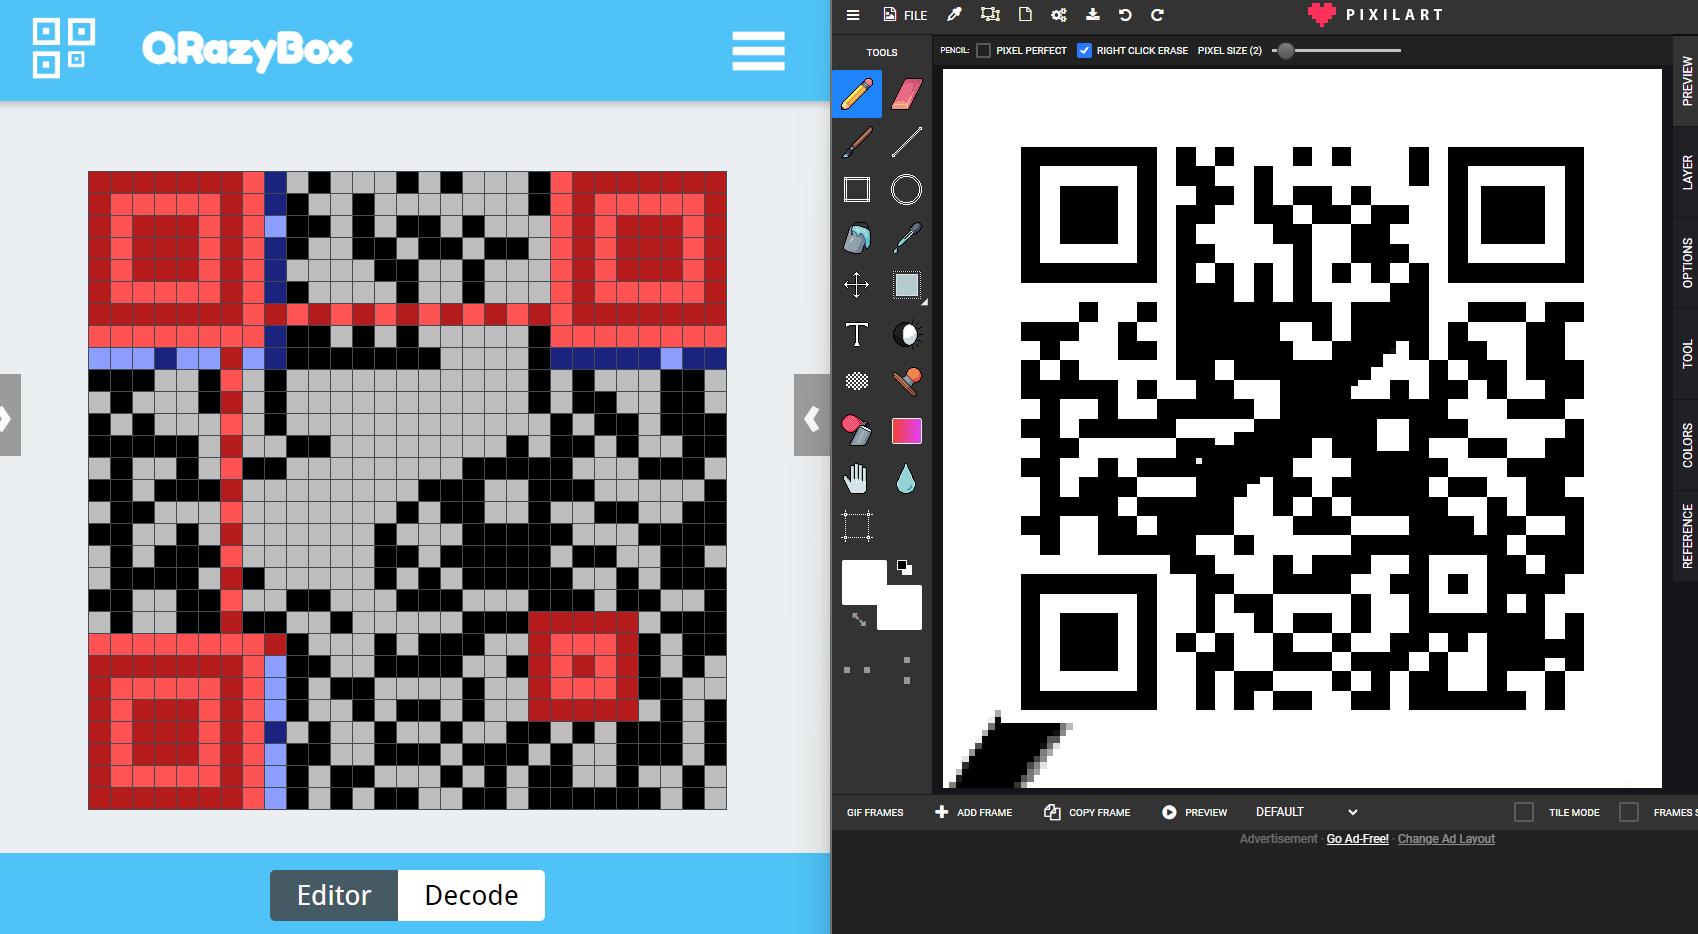 QRazyBox
Editor
Decode
FILE
PIXILART
TOOLS
PENCIL:
PIXEL PERFECT
RIGHT CLICK ERASE
PIXEL SIZE (2)
T
PREVIEW
LAYER
OPTIONS
TOOL
COLORS
REFERENCE
GIF FRAMES
ADD FRAME
COPY FRAME
PREVIEW
DEFAULT
TILE MODE
FRAMES S
Advertisement · Go Ad-Free! · Change Ad Layout